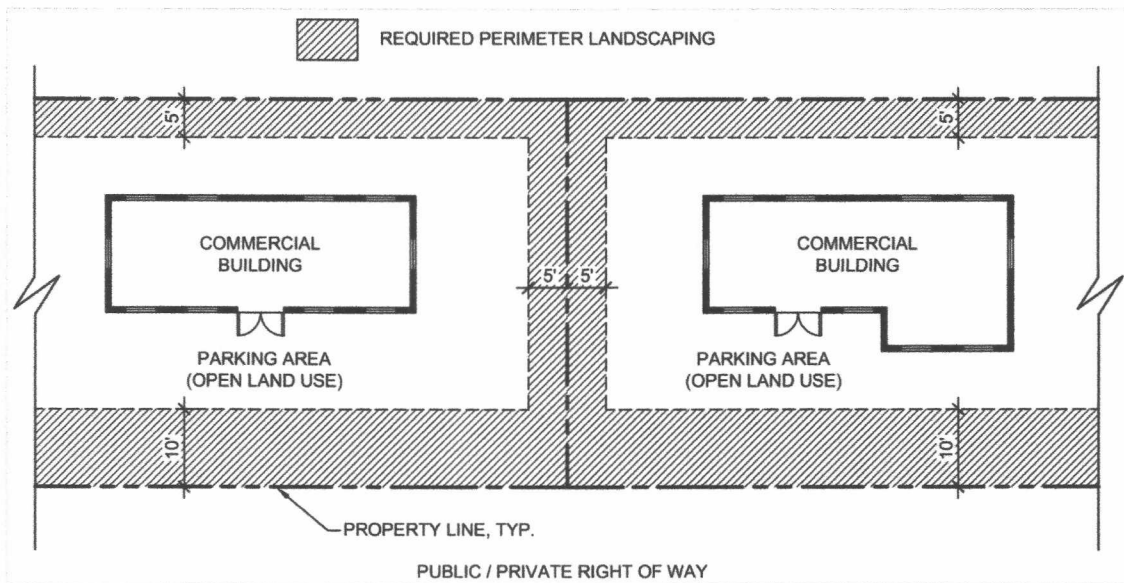 REQUIRED PERIMETER LANDSCAPING
5'
5'
COMMERCIAL
BUILDING
COMMERCIAL
BUILDING
5'
5'
PARKING AREA
(OPEN LAND USE)
PARKING AREA
(OPEN LAND USE)
10'
10'
PROPERTY LINE, TYP.
PUBLIC / PRIVATE RIGHT OF WAY